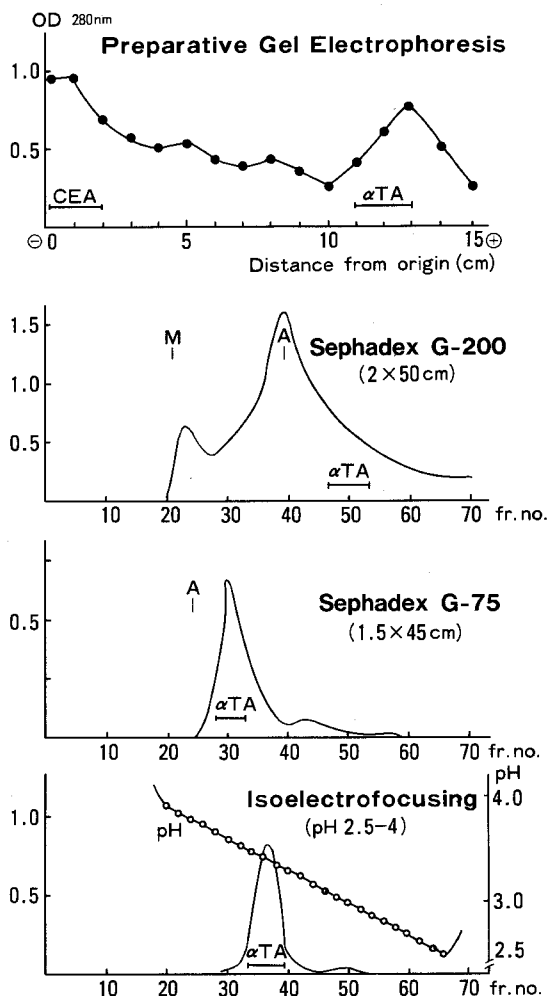 OD 280nm
Preparative Gel Electrophoresis
1.0
0.5
CEA
αTA
⊖ 0 5 10 15 ⊕
Distance from origin (cm)
1.5
M
A
Sephadex G-200
(2×50cm)
1.0
0.5
αTA
10 20 30 40 50 60 70 fr.no.
A
Sephadex G-75
(1.5×45cm)
0.5
αTA
10 20 30 40 50 60 70 fr.no.
pH
Isoelectrofocusing
4.0
1.0
pH
(pH 2.5-4)
0.5
3.0
αTA
2.5
10 20 30 40 50 60 70 fr.no.